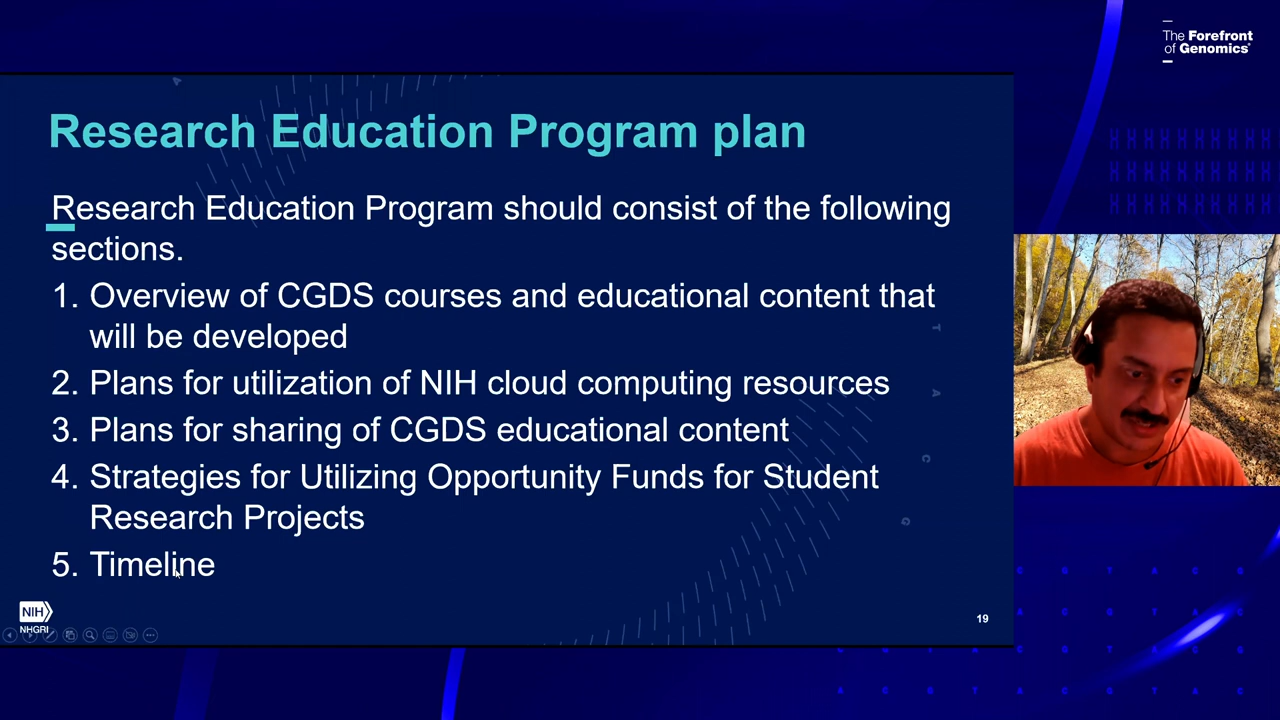 The Forefront
of Genomics®
Research Education Program plan
Research Education Program should consist of the following
sections.
1. Overview of CGDS courses and educational content that
will be developed
2. Plans for utilization of NIH cloud computing resources
3. Plans for sharing of CGDS educational content
4. Strategies for Utilizing Opportunity Funds for Student
Research Projects
5. Timeline
NIH
NHGRI
19